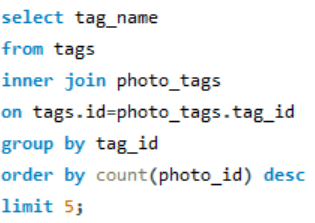 select tag_name
from tags
inner join photo_tags
on tags.id=photo_tags.tag_id
group by tag_id
order by count(photo_id) desc
limit 5;